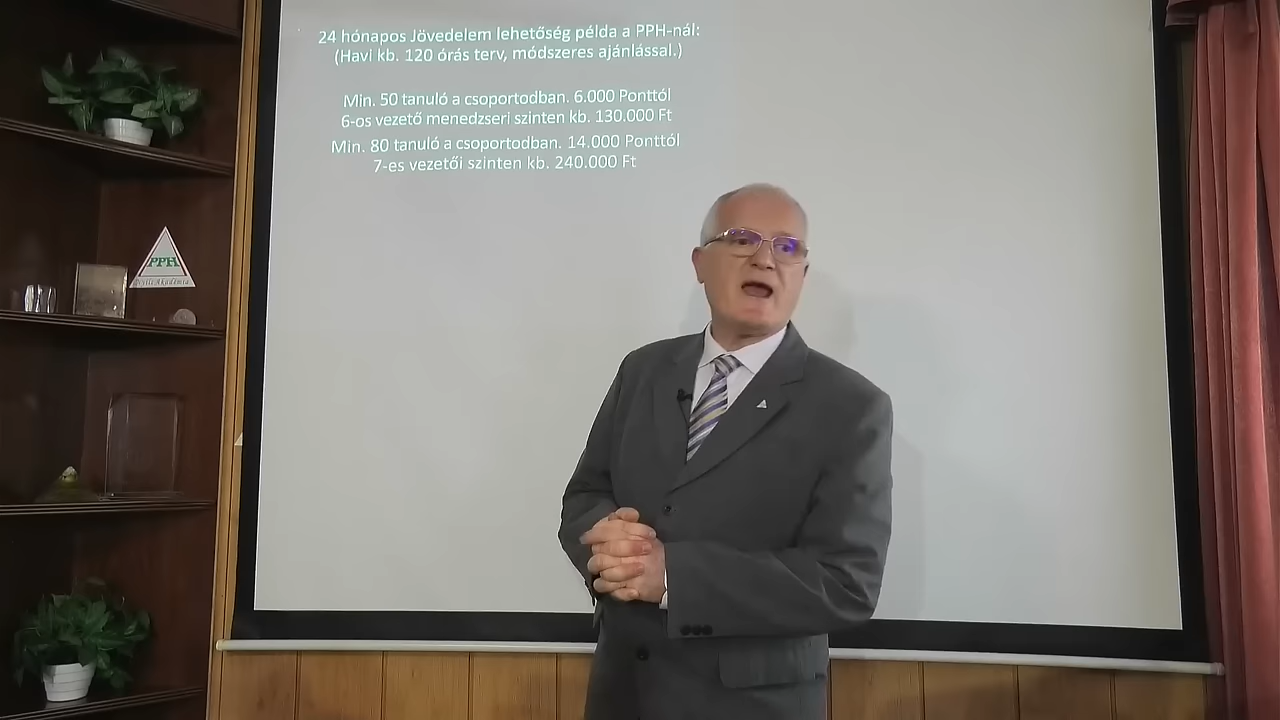 24 hónapos Jövedelem lehetőség példa a PPH-nál:
(Havi kb. 120 órás terv, módszeres ajánlással.)
Min. 50 tanuló a csoportodban. 6.000 Ponttól
6-os vezető menedzseri szinten kb. 130.000 Ft
Min. 80 tanuló a csoportodban. 14.000 Ponttól
7-es vezetői szinten kb. 240.000 Ft
PPH
Nyílt Akadémia